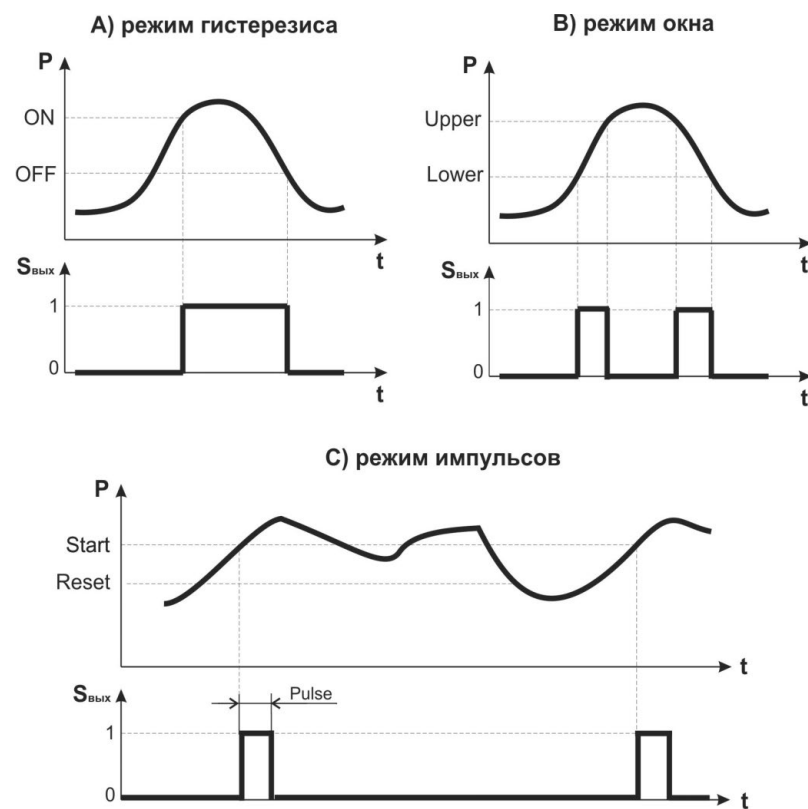 A) режим гистерезиса
P
ON
OFF
t
Sвых
1
0
t
B) режим окна
P
Upper
Lower
t
Sвых
1
0
t
C) режим импульсов
P
Start
Reset
t
Sвых
Pulse
1
0
t